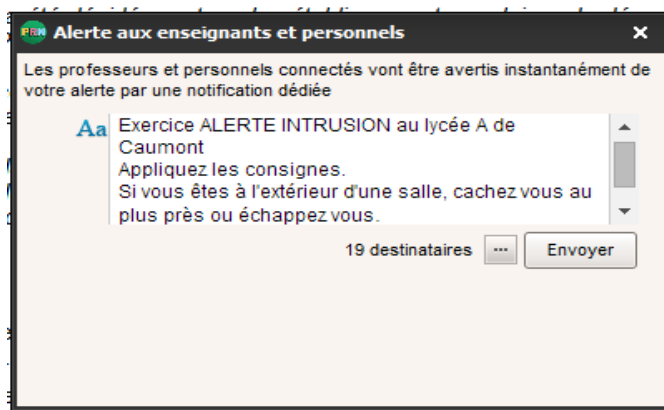 PRN Alerte aux enseignants et personnels
Les professeurs et personnels connectés vont être avertis instantanément de
votre alerte par une notification dédiée
Aa
Exercice ALERTE INTRUSION au lycée A de
Caumont
Appliquez les consignes.
Si vous êtes à l'extérieur d'une salle, cachez vous au
plus près ou échappez vous.
19 destinataires ... Envoyer